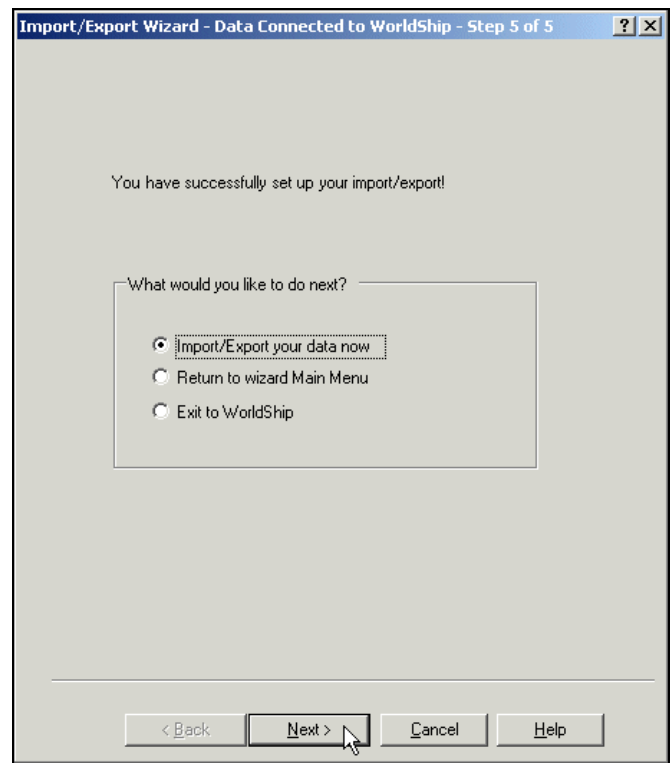 Import/Export Wizard - Data Connected to WorldShip - Step 5 of 5
You have successfully set up your import/export!
What would you like to do next?
Import/Export your data now
Return to wizard Main Menu
Exit to WorldShip
< Back Next > Cancel Help